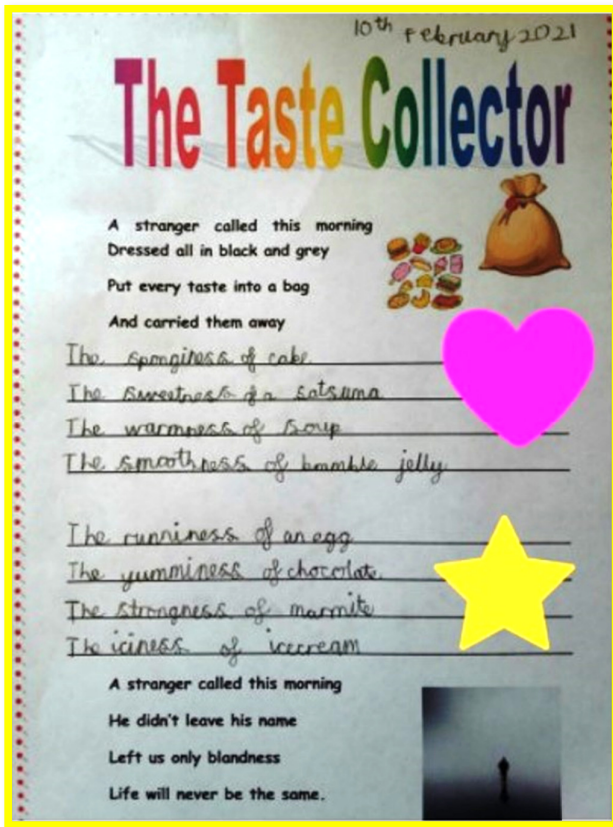 10th February 2021
The Taste Collector
A stranger called this morning
Dressed all in black and grey
Put every taste into a bag
And carried them away
The sponginess of cake
The sweetness of a satsuma
The warmness of soup
The smoothness of bramble jelly
The runniness of an egg
The yumminess of chocolate.
The strongness of marmite
The iciness of icecream
A stranger called this morning
He didn't leave his name
Left us only blandness
Life will never be the same.